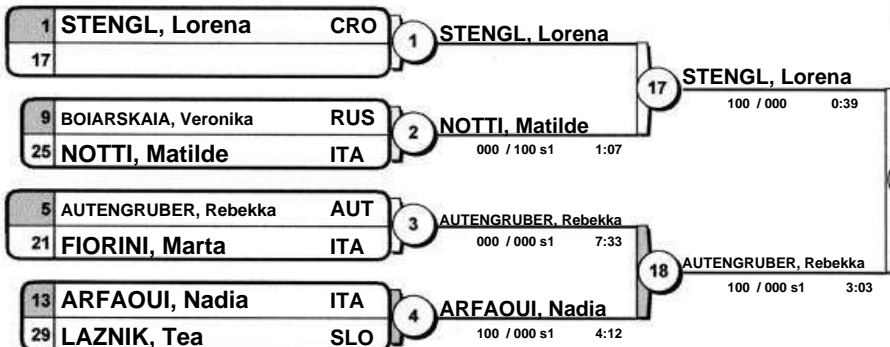 1 STENGL, Lorena CRO
17
1 STENGL, Lorena
9 BOIARSKAIA, Veronika RUS
25 NOTTI, Matilde ITA
2 NOTTI, Matilde
000 / 100 s1 1:07
17 STENGL, Lorena
100 / 000 0:39
5 AUTENGRUBER, Rebekka AUT
21 FIORINI, Marta ITA
3 AUTENGRUBER, Rebekka
000 / 000 s1 7:33
13 ARFAOUI, Nadia ITA
29 LAZNIK, Tea SLO
4 ARFAOUI, Nadia
100 / 000 s1 4:12
18 AUTENGRUBER, Rebekka
100 / 000 s1 3:03